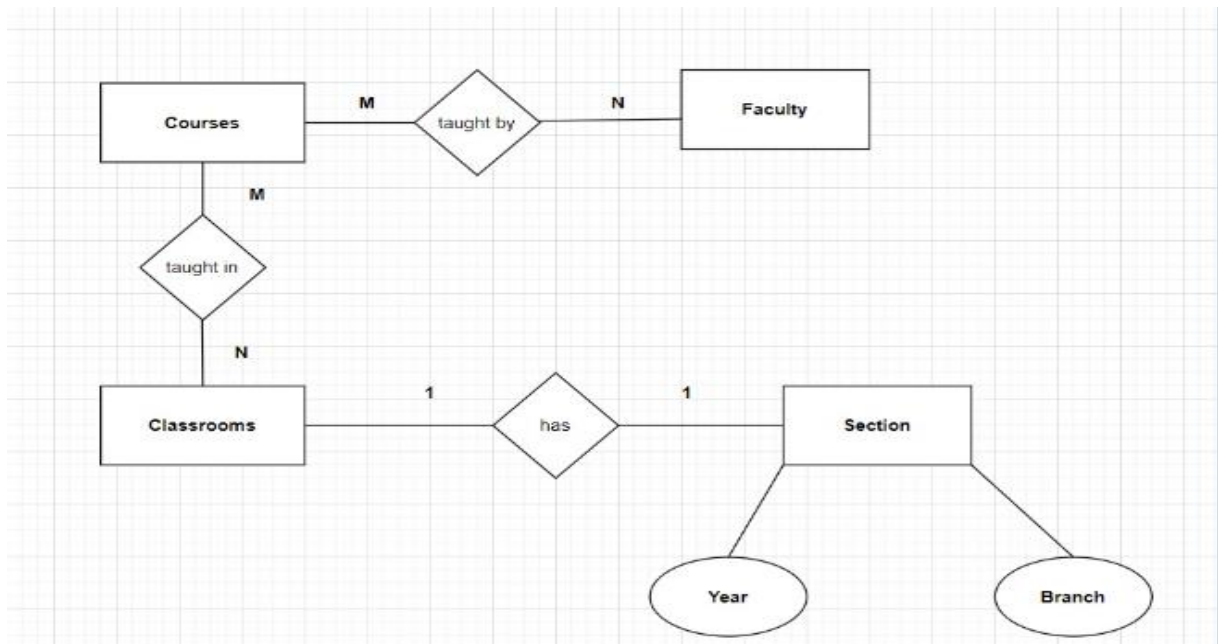 Courses
M
taught by
N
Faculty
M
taught in
N
Classrooms
1
has
1
Section
Year
Branch